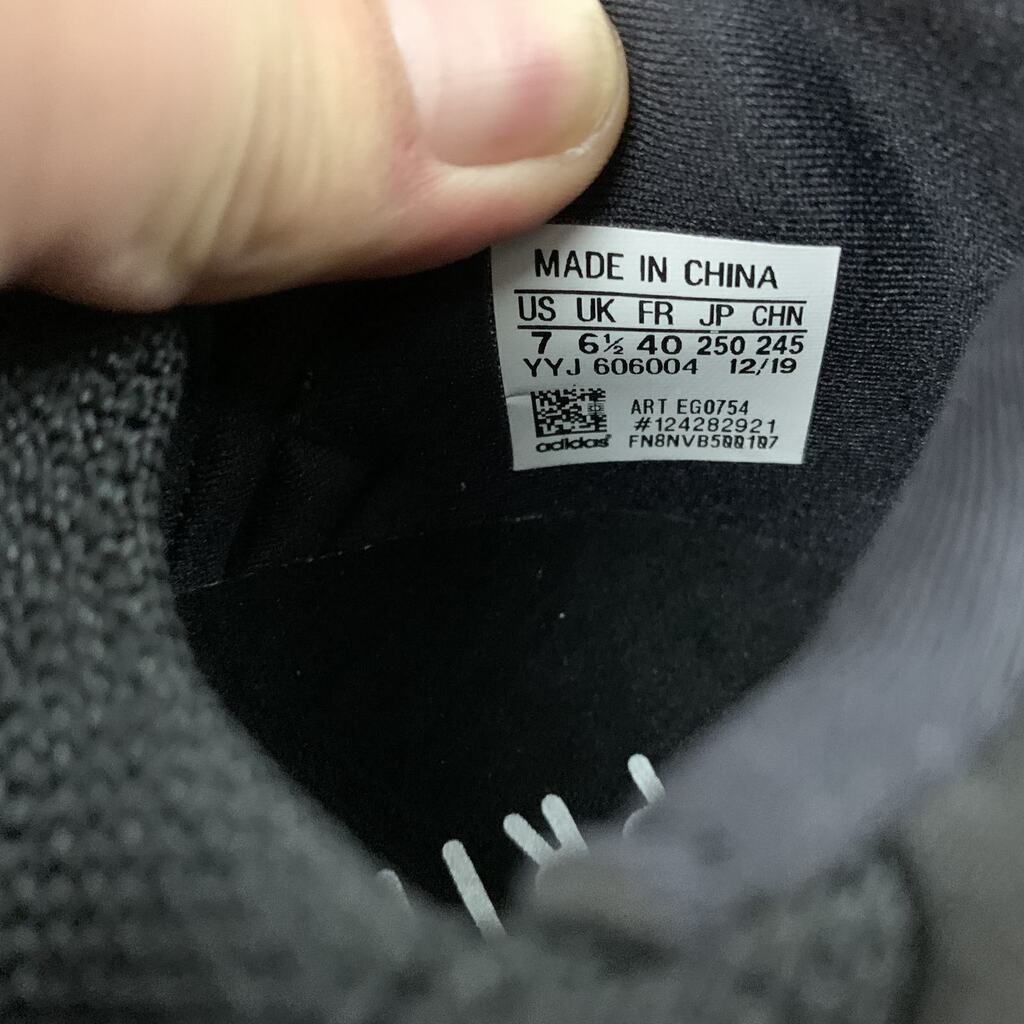 MADE IN CHINA
US UK FR JP CHN
7 6½ 40 250 245
YYJ 606004 12/19
ART EG0754
#124282921
adidas FN8NVB500107